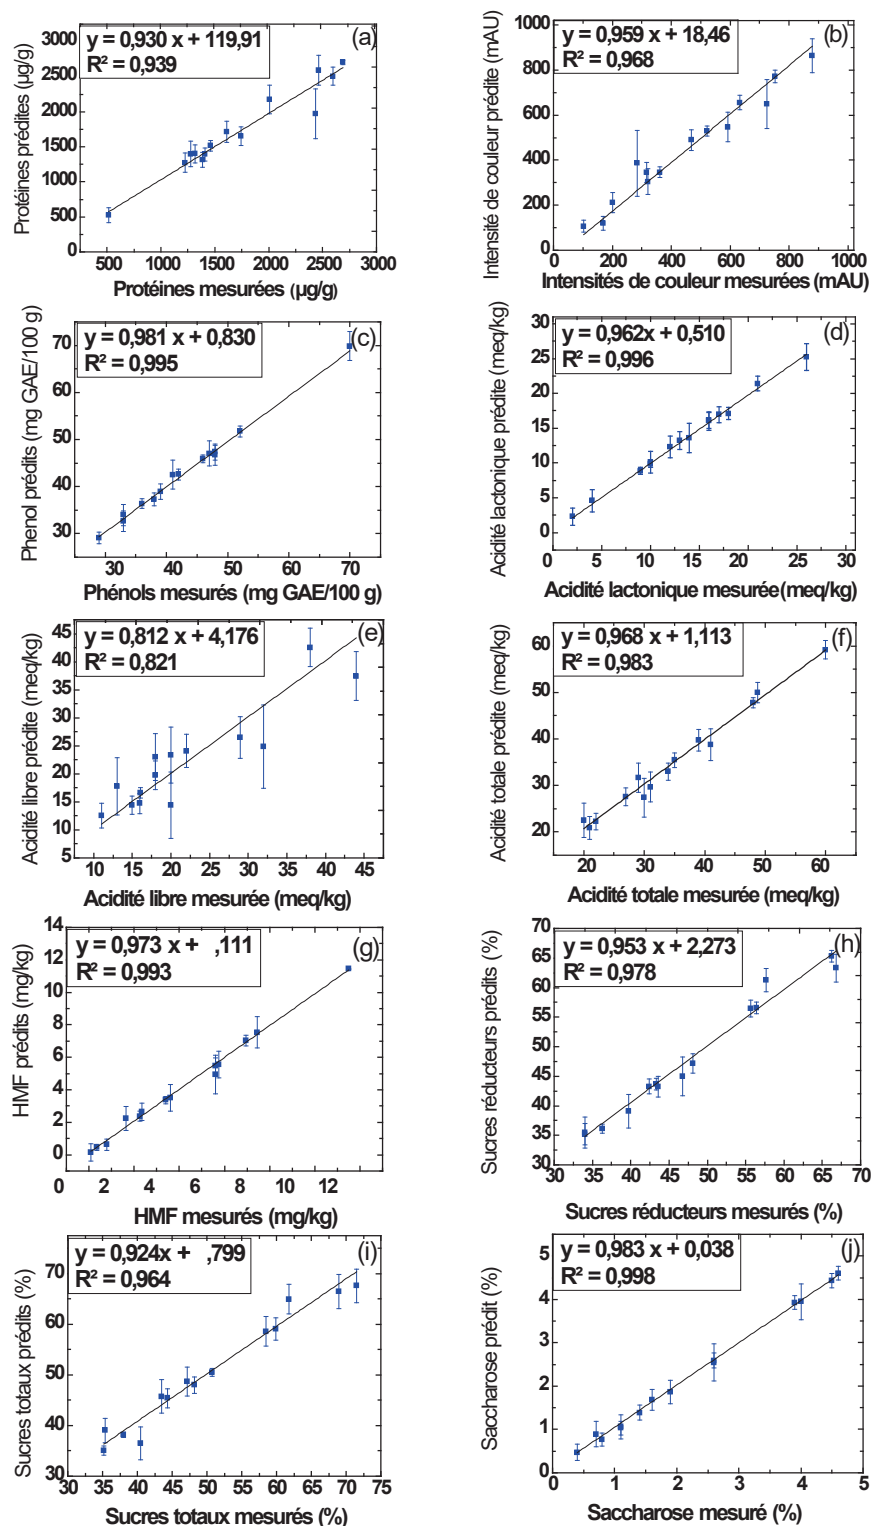 (a)
y = 0,930 x + 119,91
R² = 0,939
Protéines prédites (µg/g)
3000
2500
2000
1500
1000
500
0
500 1000 1500 2000 2500 3000
Protéines mesurées (µg/g)
(b)
y = 0,959 x + 18,46
R² = 0,968
Intensité de couleur prédite (mAU)
1000
800
600
400
200
0
0 200 400 600 800 1000
Intensités de couleur mesurées (mAU)
(c)
y = 0,981 x + 0,830
R² = 0,995
Phenol prédits (mg GAE/100 g)
70
60
50
40
30
30 40 50 60 70
Phénols mesurés (mg GAE/100 g)
(d)
y = 0,962x + 0,510
R² = 0,996
Acidité lactonique prédite (meq/kg)
30
25
20
15
10
5
0
0 5 10 15 20 25 30
Acidité lactonique mesurée(meq/kg)
(e)
y = 0,812 x + 4,176
R² = 0,821
Acidité libre prédite (meq/kg)
45
40
35
30
25
20
15
10
5
10 15 20 25 30 35 40 45
Acidité libre mesurée (meq/kg)
(f)
y = 0,968 x + 1,113
R² = 0,983
Acidité totale prédite (meq/kg)
60
50
40
30
20
20 30 40 50 60
Acidité totale mesurée (meq/kg)
(g)
y = 0,973 x + ,111
R² = 0,993
HMF prédits (mg/kg)
14
12
10
8
6
4
2
0
0 2 4 6 8 10 12
HMF mesurés (mg/kg)
(h)
y = 0,953 x + 2,273
R² = 0,978
Sucres réducteurs prédits (%)
70
65
60
55
50
45
40
35
30
30 35 40 45 50 55 60 65 70
Sucres réducteurs mesurés (%)
(i)
y = 0,924x + ,799
R² = 0,964
Sucres totaux prédits (%)
70
60
50
40
30
30 35 40 45 50 55 60 65 70 75
Sucres totaux mesurés (%)
(j)
y = 0,983 x + 0,038
R² = 0,998
Saccharose prédit (%)
5
4
3
2
1
0
0 1 2 3 4 5
Saccharose mesuré (%)